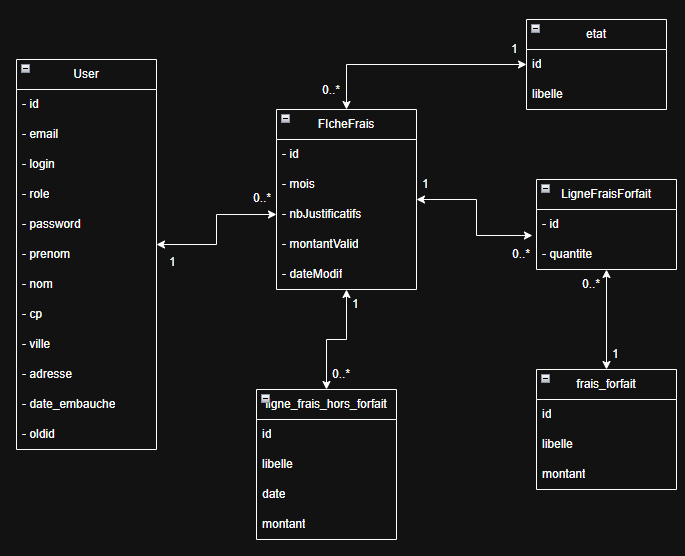 User
- id
- email
- login
- role
- password
- prenom
- nom
- cp
- ville
- adresse
- date_embauche
- oldid
1
0..*
FIcheFrais
- id
- mois
- nbJustificatifs
- montantValid
- dateModif
0..*
1
etat
id
libelle
1
0..*
LigneFraisForfait
- id
- quantite
0..*
1
frais_forfait
id
libelle
montant
1
0..*
ligne_frais_hors_forfait
id
libelle
date
montant